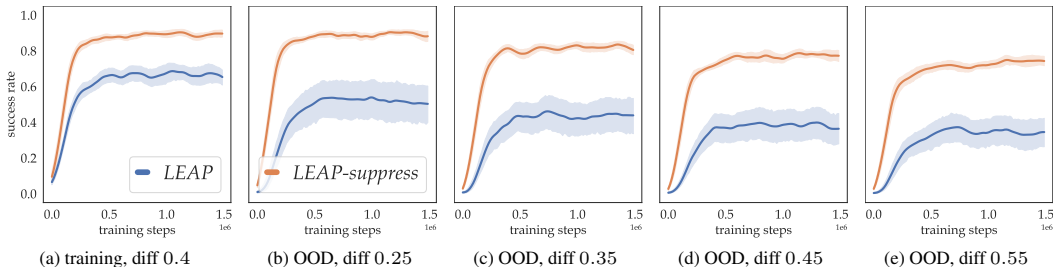 success rate
1.0
0.8
0.6
0.4
0.2
0.0
LEAP
LEAP-suppress
0.0 0.5 1.0 1.5
training steps 1e6
0.0 0.5 1.0 1.5
training steps 1e6
0.0 0.5 1.0 1.5
training steps 1e6
0.0 0.5 1.0 1.5
training steps 1e6
0.0 0.5 1.0 1.5
training steps 1e6
(a) training, diff 0.4
(b) OOD, diff 0.25
(c) OOD, diff 0.35
(d) OOD, diff 0.45
(e) OOD, diff 0.55